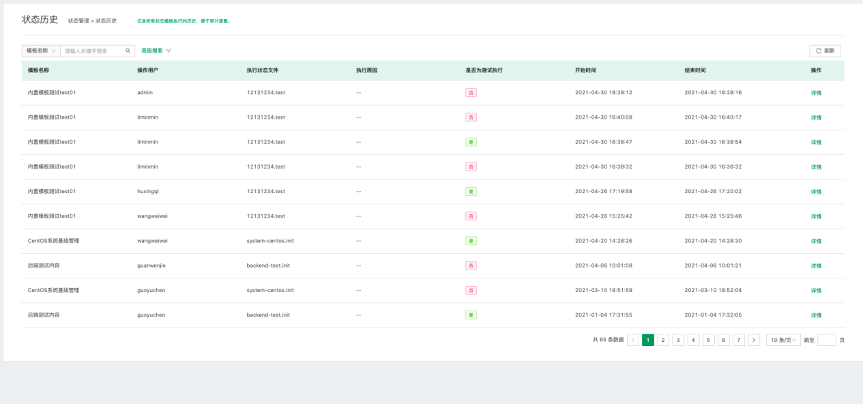 状态历史 状态管理 > 状态历史 记录所有状态模板执行的历史，便于审计查看。
模板名称 请输入关键字搜索 高级搜索 刷新
模板名称 操作用户 执行状态文件 执行原因 是否为测试执行 开始时间 结束时间 操作
内置模板测试test01 admin 12131234.test -- 否 2021-04-30 18:28:12 2021-04-30 18:28:16 详情
内置模板测试test01 liminmin 12131234.test -- 否 2021-04-30 16:40:08 2021-04-30 16:40:17 详情
内置模板测试test01 liminmin 12131234.test -- 是 2021-04-30 16:38:47 2021-04-30 16:38:54 详情
内置模板测试test01 liminmin 12131234.test -- 否 2021-04-30 16:38:32 2021-04-30 16:38:32 详情
内置模板测试test01 huxingqi 12131234.test -- 是 2021-04-26 17:19:58 2021-04-26 17:20:02 详情
内置模板测试test01 wangweiwei 12131234.test -- 否 2021-04-26 15:25:42 2021-04-26 15:25:46 详情
CentOS系统基线管理 wangweiwei system-centos.init -- 是 2021-04-20 14:28:26 2021-04-20 14:28:30 详情
后端测试内容 guanwenjie backend-test.init -- 否 2021-04-06 10:01:08 2021-04-06 10:01:21 详情
CentOS系统基线管理 guoyuchen system-centos.init -- 否 2021-03-10 18:51:59 2021-03-10 18:52:04 详情
后端测试内容 guoyuchen backend-test.init -- 是 2021-01-04 17:31:55 2021-01-04 17:32:05 详情
共 65 条数据 < 1 2 3 4 5 6 7 > 10 条/页 跳至 页